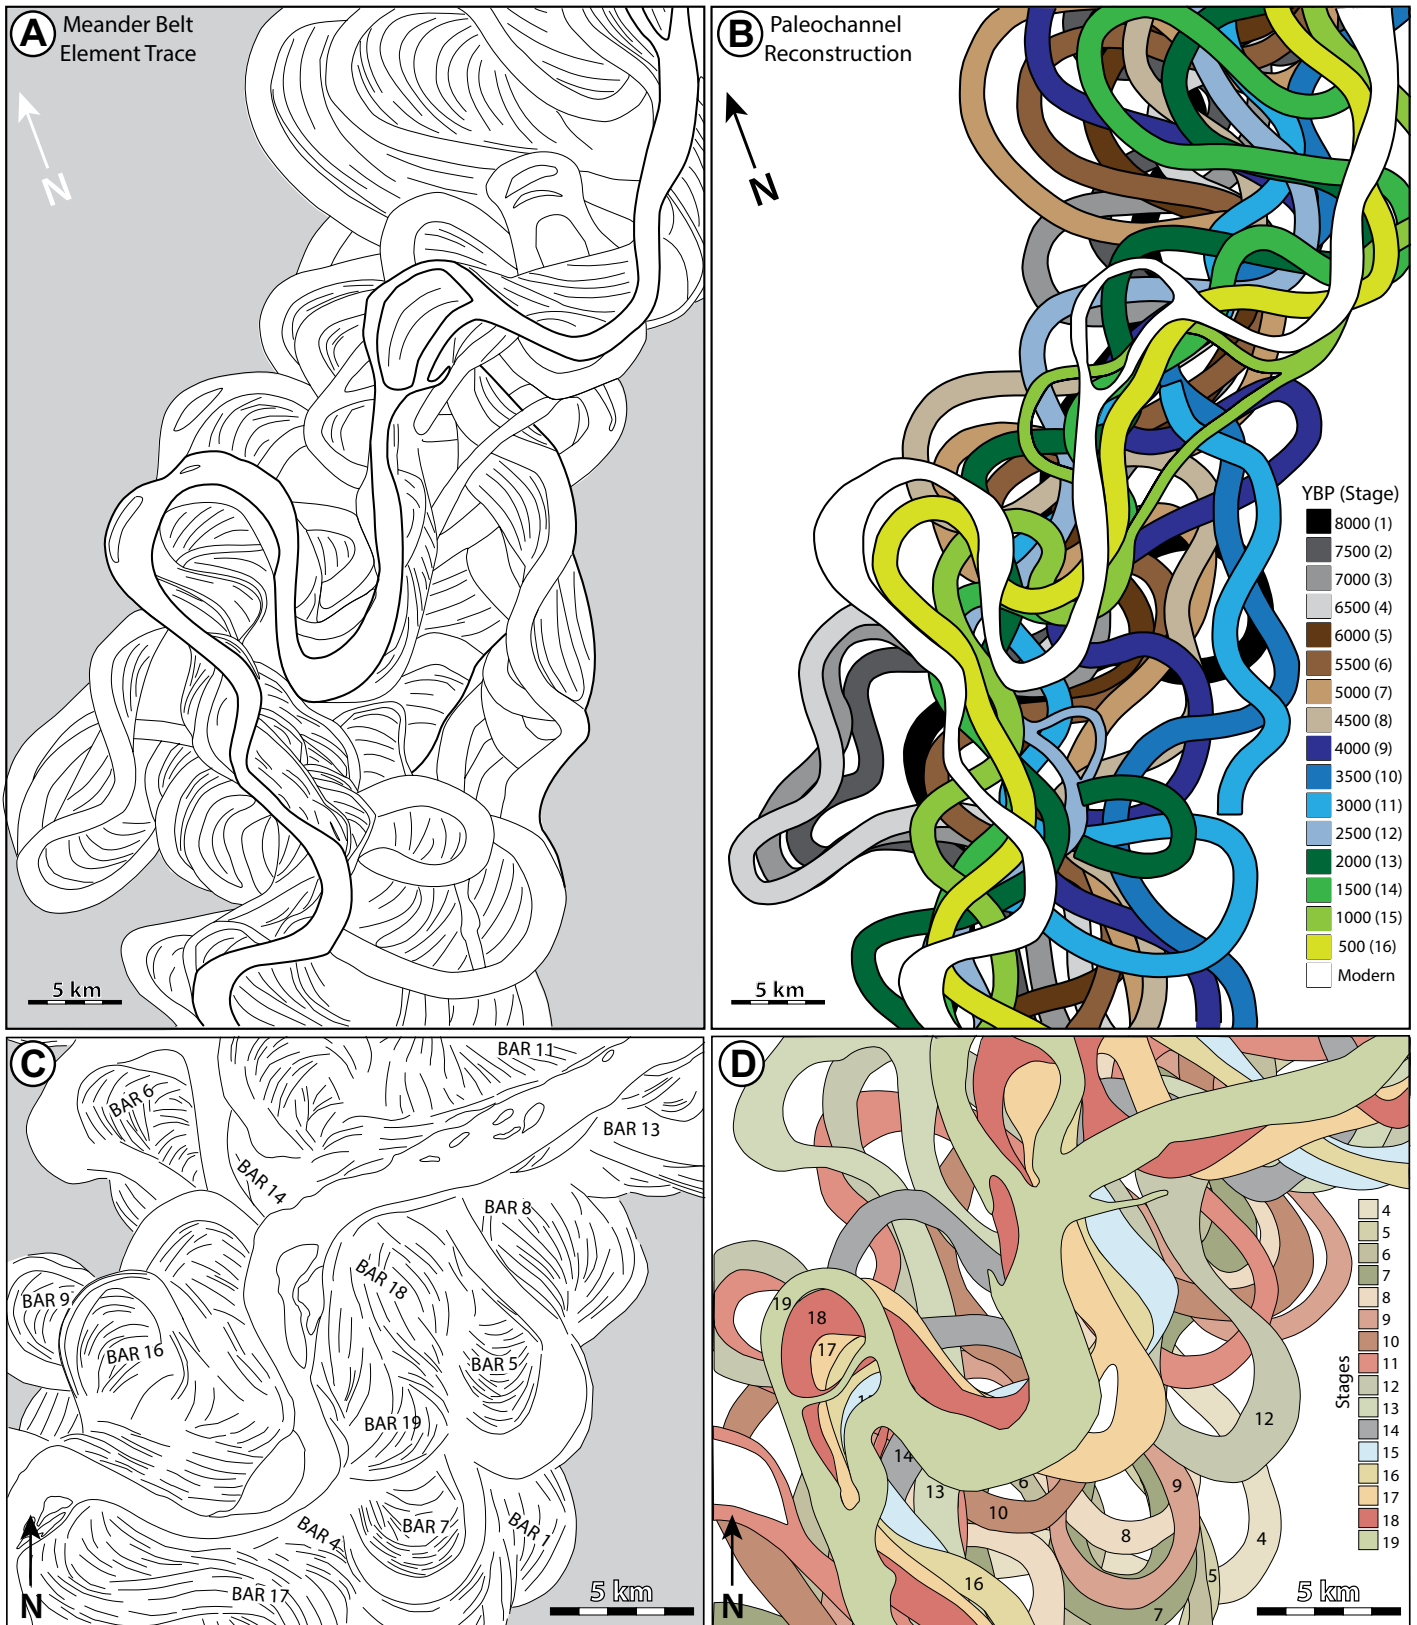 A
Meander Belt
Element Trace
N
5 km
B
Paleochannel
Reconstruction
N
YBP (Stage)
8000 (1)
7500 (2)
7000 (3)
6500 (4)
6000 (5)
5500 (6)
5000 (7)
4500 (8)
4000 (9)
3500 (10)
3000 (11)
2500 (12)
2000 (13)
1500 (14)
1000 (15)
500 (16)
Modern
5 km
C
BAR 11
BAR 6
BAR 13
BAR 14
BAR 8
BAR 18
BAR 9
BAR 16
BAR 5
BAR 19
BAR 4
BAR 7
BAR 1
BAR 17
N
5 km
D
19
18
17
12
14
13
6
9
10
8
4
16
5
7
Stages
4
5
6
7
8
9
10
11
12
13
14
15
16
17
18
19
N
5 km